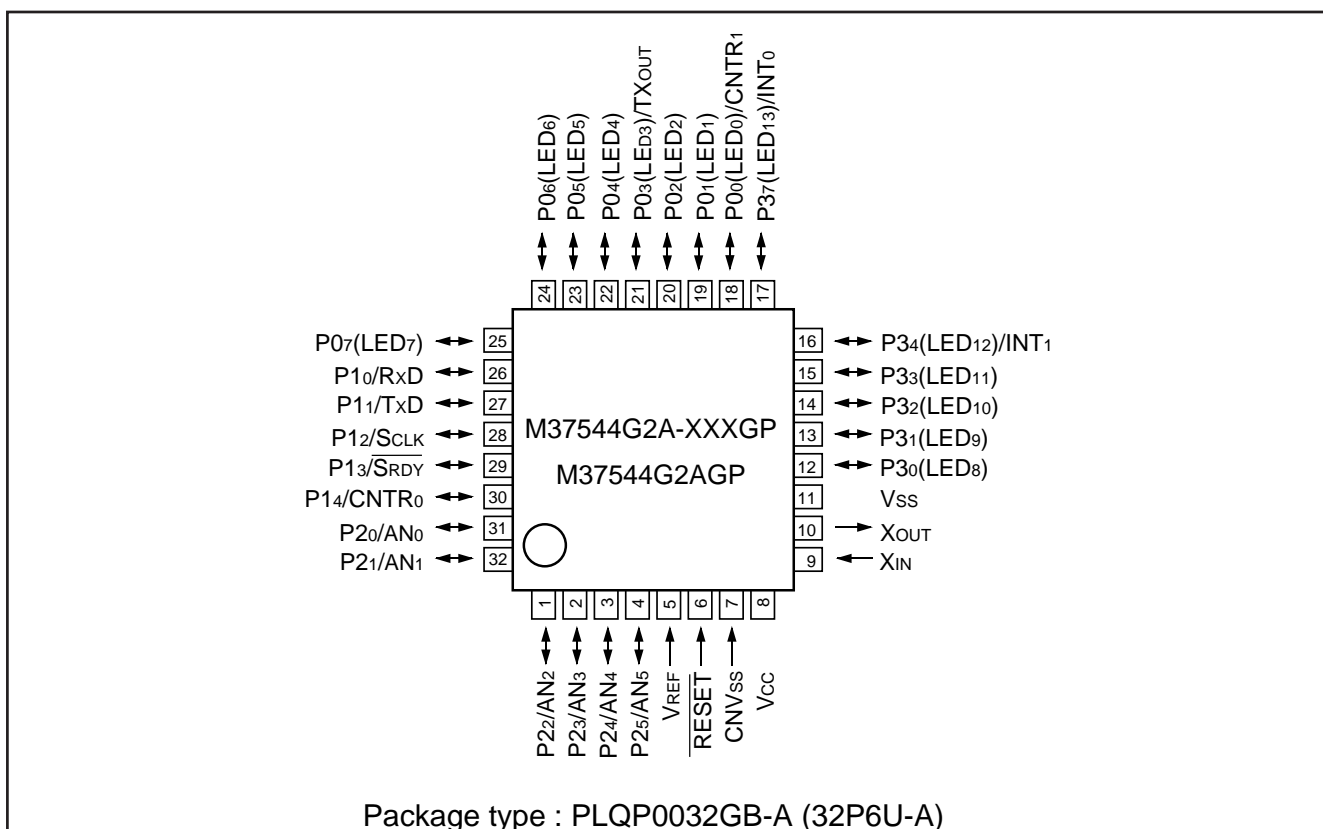 P06(LED6)
P05(LED5)
P04(LED4)
P03(LED3)/TXOUT
P02(LED2)
P01(LED1)
P00(LED0)/CNTR1
P37(LED13)/INT0
24
23
22
21
20
19
18
17
P07(LED7)
25
P10/RXD
26
P11/TXD
27
P12/SCLK
28
P13/SRDY
29
P14/CNTR0
30
P20/AN0
31
P21/AN1
32
M37544G2A-XXXGP
M37544G2AGP
16
P34(LED12)/INT1
15
P33(LED11)
14
P32(LED10)
13
P31(LED9)
12
P30(LED8)
11
VSS
10
XOUT
9
XIN
1
2
3
4
5
6
7
8
P22/AN2
P23/AN3
P24/AN4
P25/AN5
VREF
RESET
CNVSS
VCC
Package type : PLQP0032GB-A (32P6U-A)